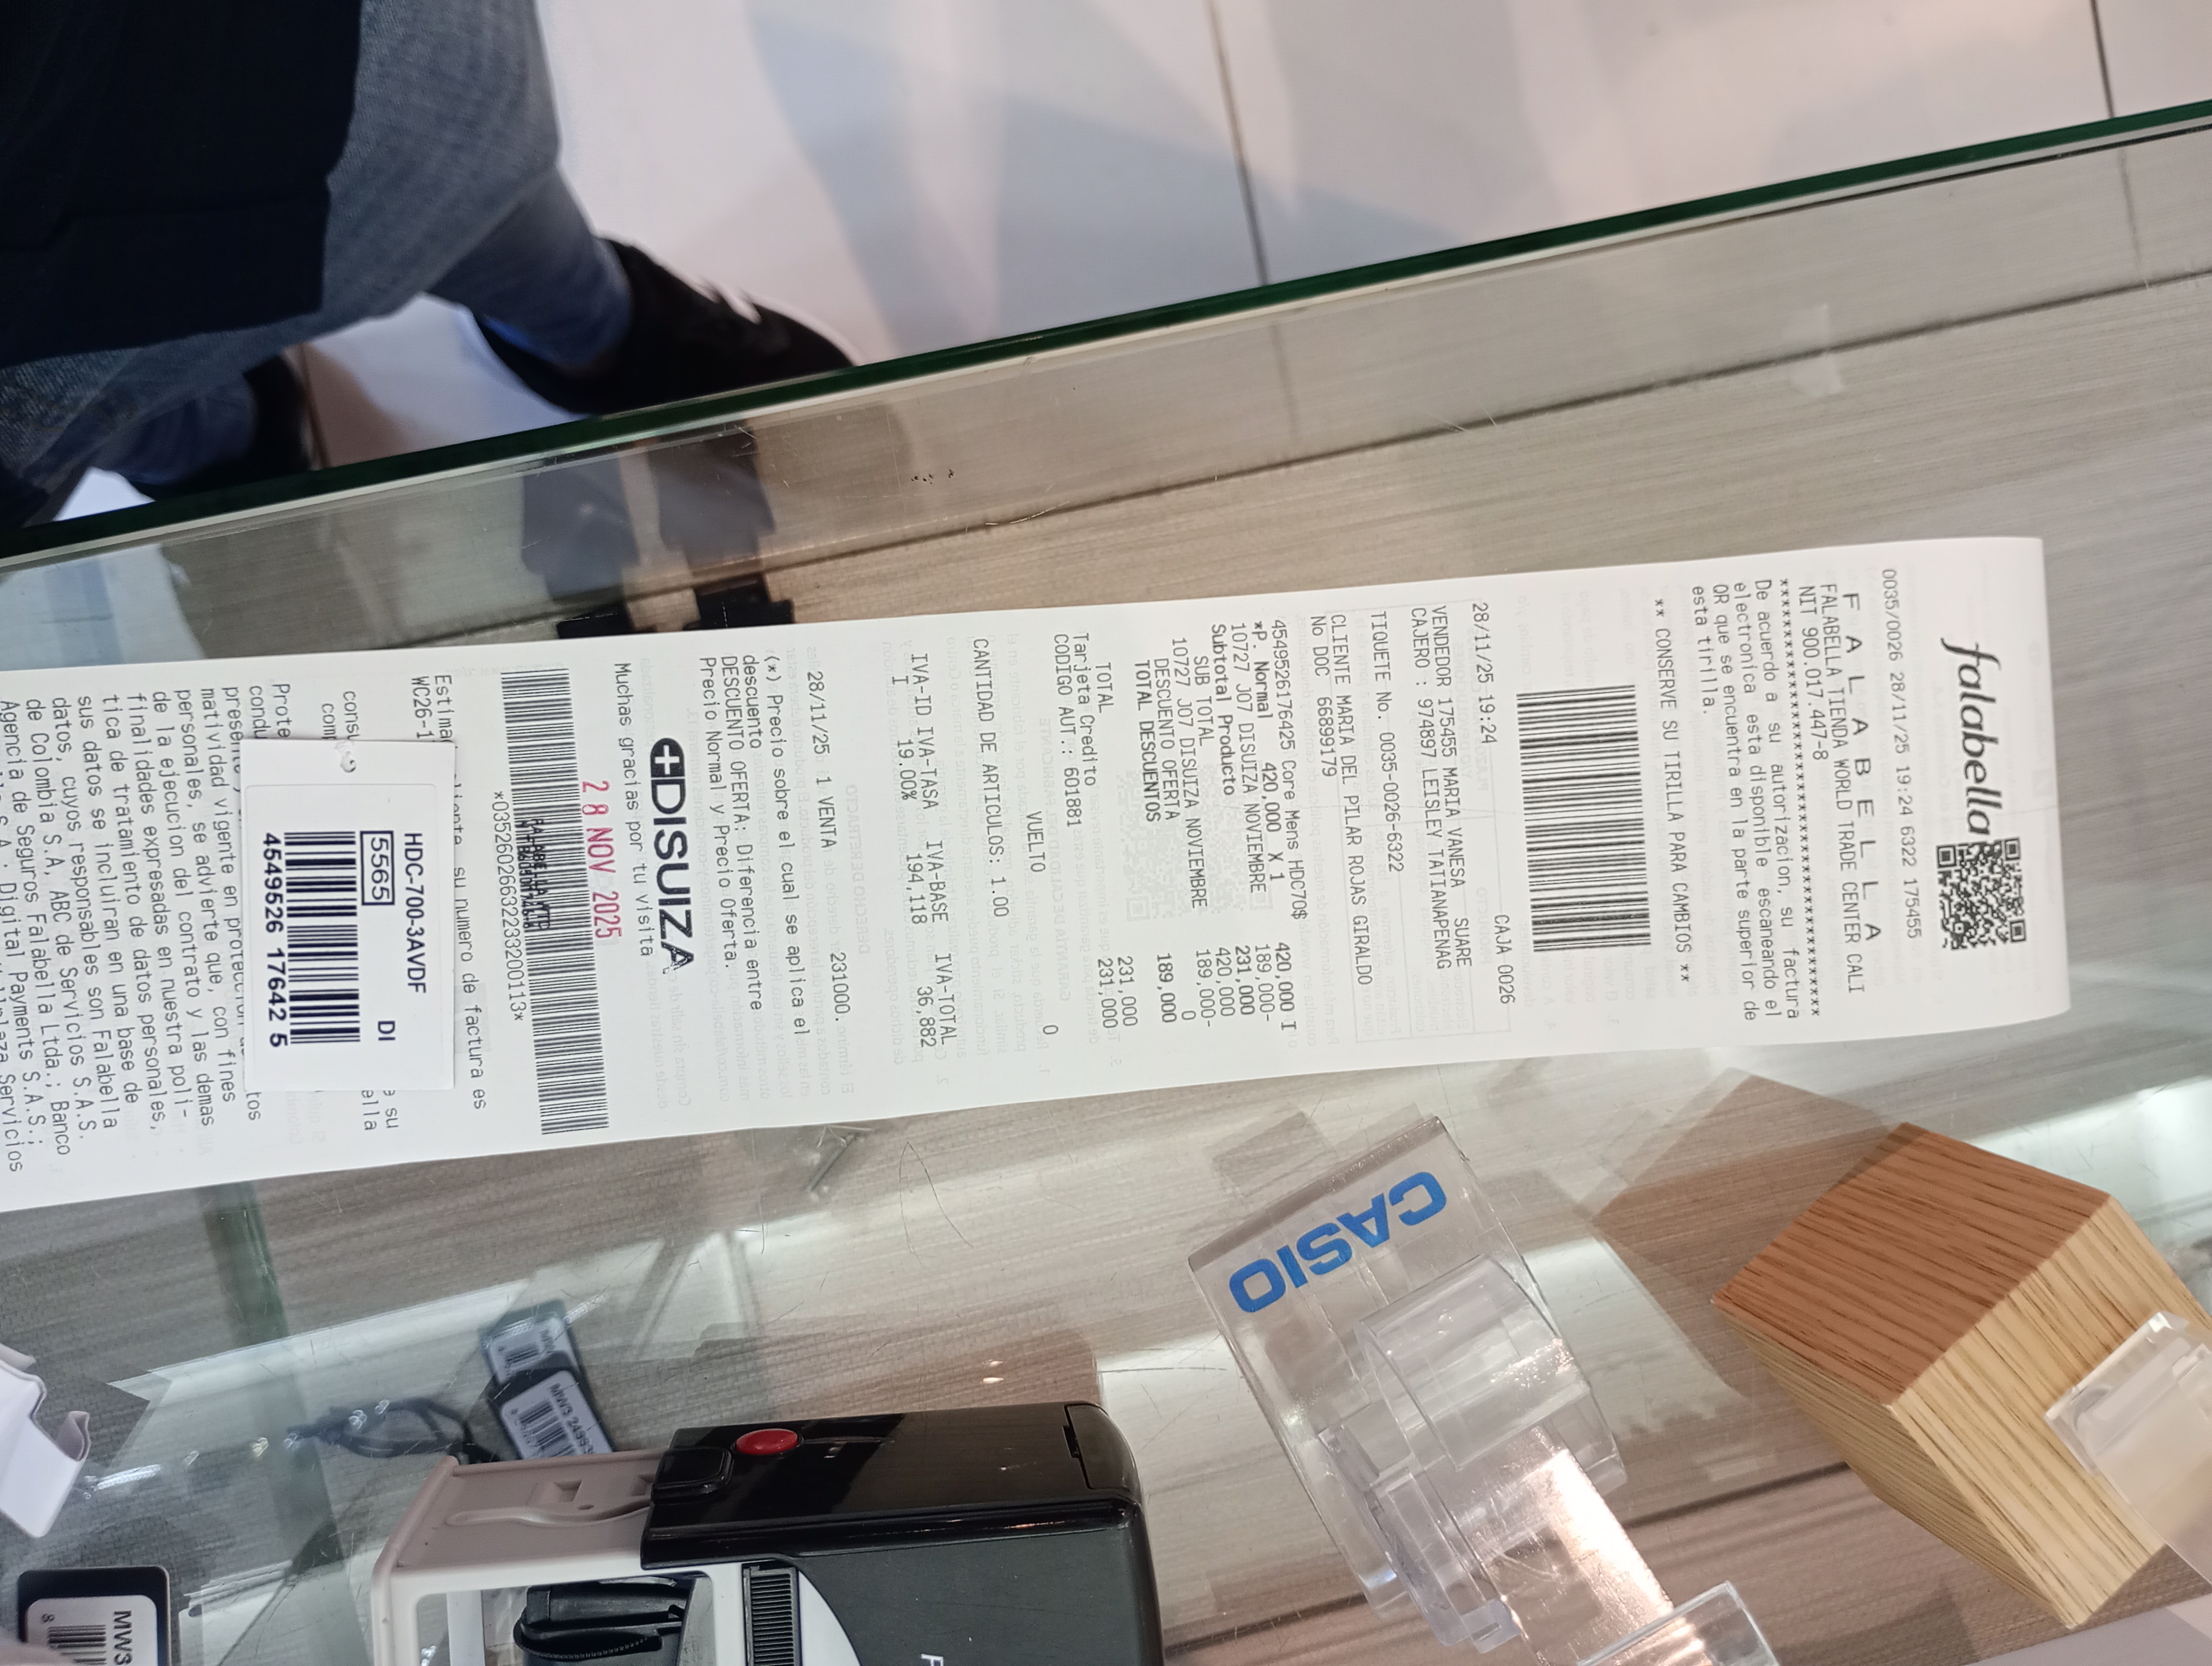 falabella
0035/0026 28/11/25 19:24 6322 175455
F A L A B E L L A
FALABELLA TIENDA WORLD TRADE CENTER CALI
NIT 900.017.447-8
****************************************
De acuerdo a su autorizacion, su factura
electronica esta disponible escaneando el
QR que se encuentra en la parte superior de
esta tirilla.
** CONSERVE SU TIRILLA PARA CAMBIOS **
CAJA 0026
28/11/25 19:24
VENDEDOR 175455 MARIA VANESA SUARE
CAJERO : 974897 LEISLEY TATIANAPENAG
TIQUETE No. 0035-0026-6322
CLIENTE MARIA DEL PILAR ROJAS GIRALDO
No DOC 66899179
4549526176425 Core Mens HDC70$ 420,000 I
*P. Normal 420,000 X 1
10727 J07 DISUIZA NOVIEMBRE 189,000-
Subtotal Producto 231,000
SUB TOTAL 420,000
10727 J07 DISUIZA NOVIEMBRE 189,000-
DESCUENTO OFERTA 0
TOTAL DESCUENTOS 189,000
TOTAL 231,000
Tarjeta Credito 231,000
CODIGO AUT.: 601881
VUELTO 0
CANTIDAD DE ARTICULOS: 1.00
IVA-ID IVA-TASA IVA-BASE IVA-TOTAL
I 19.00% 194,118 36,882
28/11/25 1 VENTA 231000.
(*) Precio sobre el cual se aplica el
descuento
DESCUENTO OFERTA: Diferencia entre
Precio Normal y Precio Oferta.
DISUIZA
Muchas gracias por tu visita
28 NOV 2025
*035260266322332200113*
su numero de factura es
WC26-1
HDC-700-3AVDF
5565 DI
4549526 176425
matividad vigente en protección
personales, se advierte que, con fines
de la ejecucion del contrato y las demas
finalidades expresadas en nuestra poli-
tica de tratamiento de datos personales,
sus datos se incluiran en una base de
datos, cuyos responsables son Falabella
de Colombia S.A, ABC de Servicios S.A.S.
Agencia de Seguros Falabella Ltda.; Banco
Digital Payments S.A.S.;
Servicios
CASIO
MW3